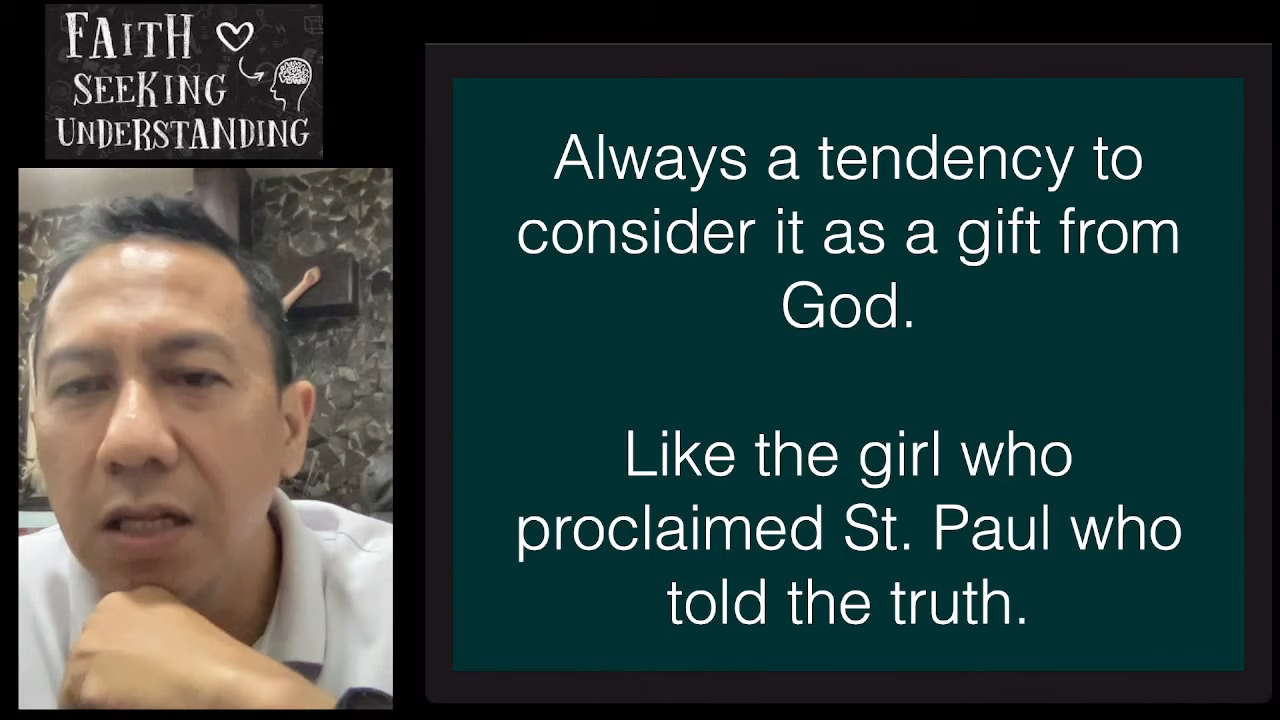 FAITH
SEEKING
UNDERSTANDING
Always a tendency to
consider it as a gift from
God.
Like the girl who
proclaimed St. Paul who
told the truth.